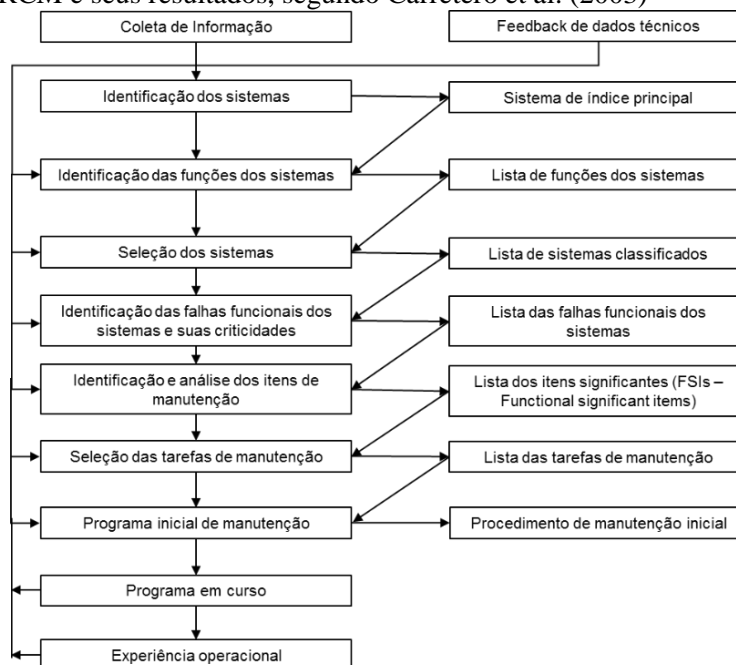 RCM e seus resultados, segundo Carretero et al. (2003)
Coleta de Informação
Feedback de dados técnicos
Identificação dos sistemas
Sistema de índice principal
Identificação das funções dos sistemas
Lista de funções dos sistemas
Seleção dos sistemas
Lista de sistemas classificados
Identificação das falhas funcionais dos
sistemas e suas criticidades
Lista das falhas funcionais dos
sistemas
Identificação e análise dos itens de
manutenção
Lista dos itens significantes (FSIs –
Functional significant items)
Seleção das tarefas de manutenção
Lista das tarefas de manutenção
Programa inicial de manutenção
Procedimento de manutenção inicial
Programa em curso
Experiência operacional